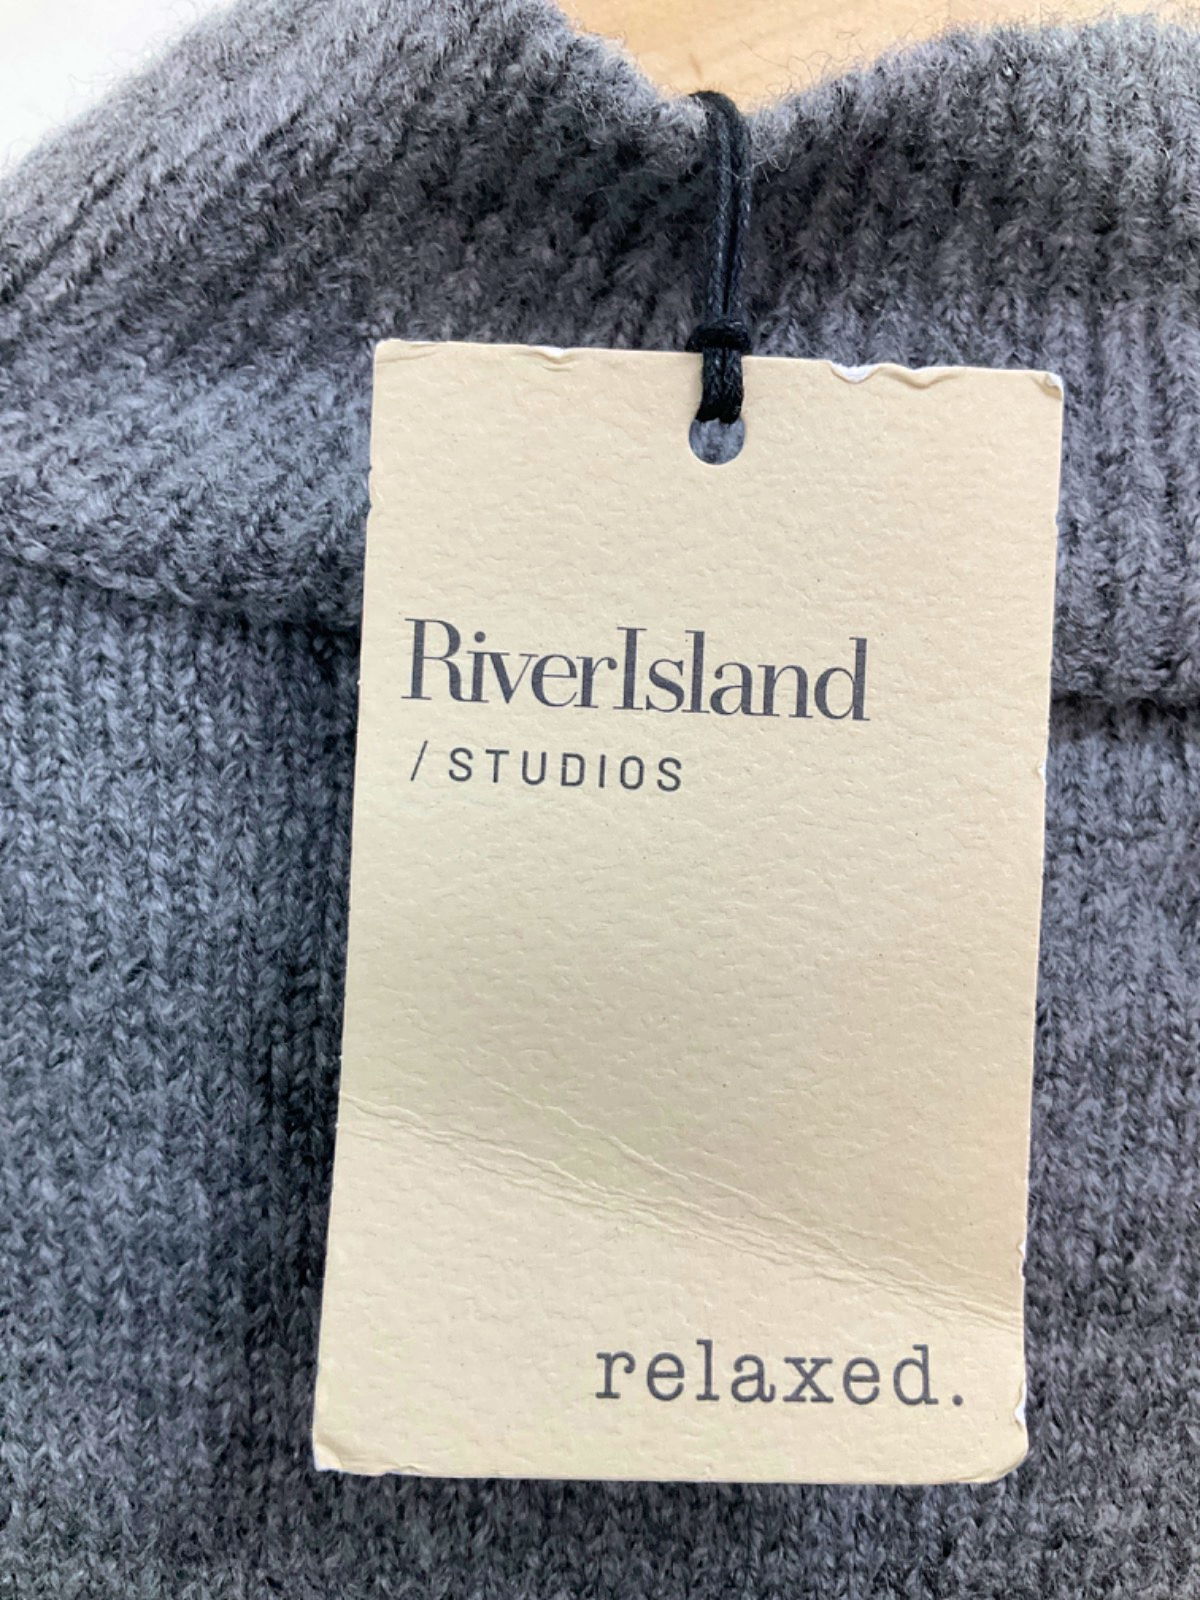 RiverIsland
/ STUDIOS
relaxed.